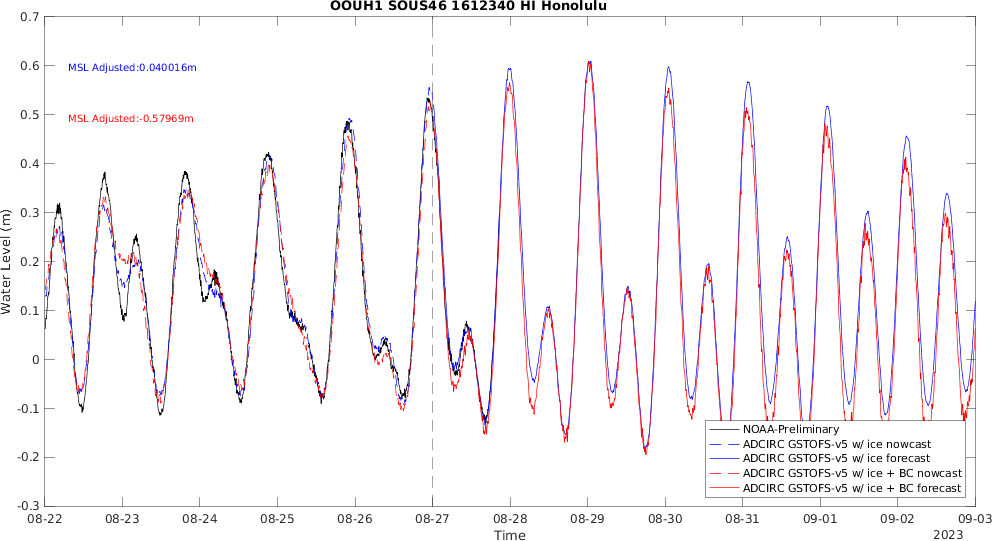 OOUH1 SOUS46 1612340 HI Honolulu
0.7
0.6
0.5
0.4
0.3
0.2
0.1
0
-0.1
-0.2
-0.3
Water Level (m)
MSL Adjusted:0.040016m
MSL Adjusted:-0.57969m
NOAA-Preliminary
ADCIRC GSTOFS-v5 w/ ice nowcast
ADCIRC GSTOFS-v5 w/ ice forecast
ADCIRC GSTOFS-v5 w/ ice + BC nowcast
ADCIRC GSTOFS-v5 w/ ice + BC forecast
08-22 08-23 08-24 08-25 08-26 08-27 08-28 08-29 08-30 08-31 09-01 09-02 09-03
Time
2023